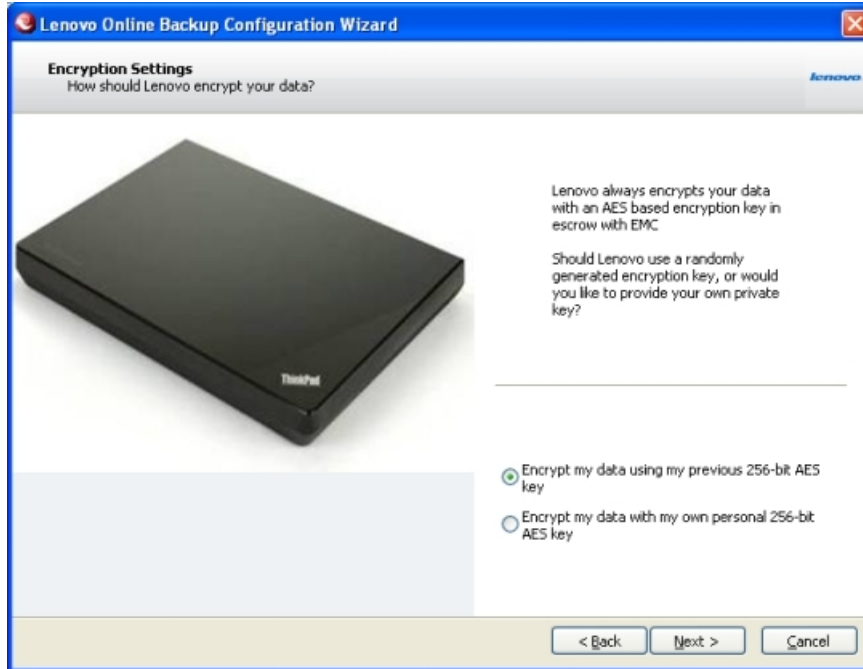 Lenovo Online Backup Configuration Wizard
Encryption Settings
How should Lenovo encrypt your data?
lenovo
Lenovo always encrypts your data
with an AES based encryption key in
escrow with EMC
Should Lenovo use a randomly
generated encryption key, or would
you like to provide your own private
key?
ThinkPad
Encrypt my data using my previous 256-bit AES
key
Encrypt my data with my own personal 256-bit
AES key
< Back
Next >
Cancel